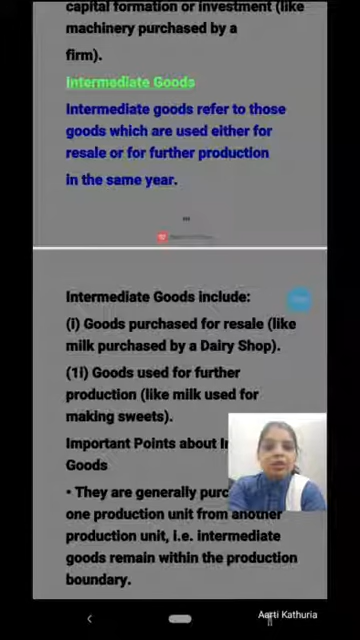 capital formation or investment (like
machinery purchased by a
firm).
Intermediate Goods
Intermediate goods refer to those
goods which are used either for
resale or for further production
in the same year.
Intermediate Goods include:
(i) Goods purchased for resale (like
milk purchased by a Dairy Shop).
(1i) Goods used for further
production (like milk used for
making sweets).
Important Points about
Goods
• They are generally
one production unit from another
production unit, i.e. intermediate
goods remain within the production
boundary.
Aarti Kathuria